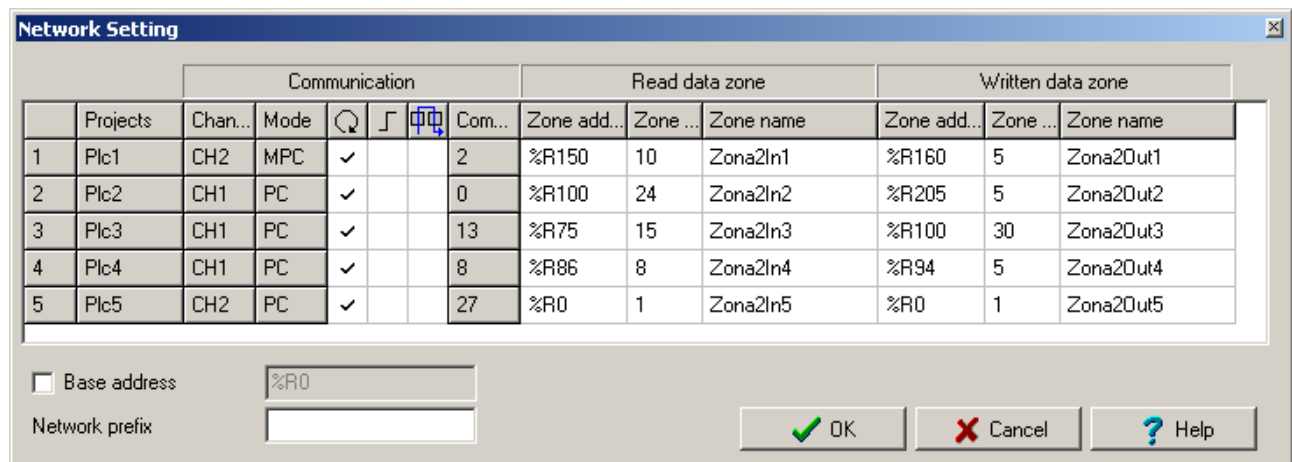 Network Setting
Communication Read data zone Written data zone
Projects Chan... Mode Com... Zone add... Zone ... Zone name Zone add... Zone ... Zone name
1 Plc1 CH2 MPC ✓ 2 %R150 10 Zona2In1 %R160 5 Zona2Out1
2 Plc2 CH1 PC ✓ 0 %R100 24 Zona2In2 %R205 5 Zona2Out2
3 Plc3 CH1 PC ✓ 13 %R75 15 Zona2In3 %R100 30 Zona2Out3
4 Plc4 CH1 PC ✓ 8 %R86 8 Zona2In4 %R94 5 Zona2Out4
5 Plc5 CH2 PC ✓ 27 %R0 1 Zona2In5 %R0 1 Zona2Out5
Base address %R0
Network prefix
OK Cancel Help